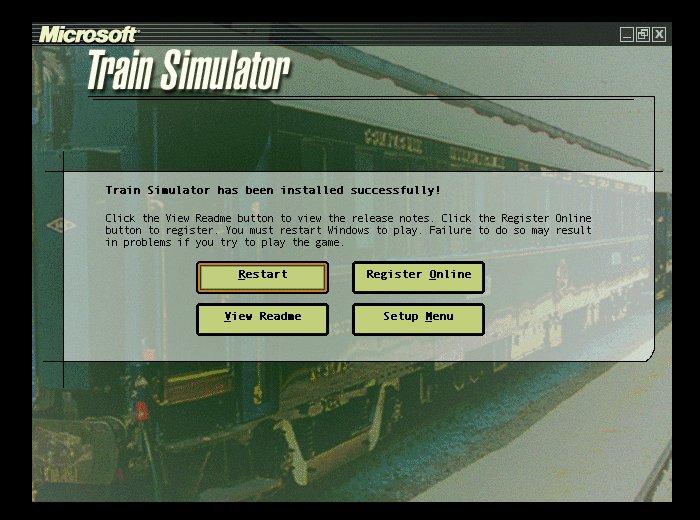 Microsoft
Train Simulator
Train Simulator has been installed successfully!
Click the View Readme button to view the release notes. Click the Register Online
button to register. You must restart Windows to play. Failure to do so may result
in problems if you try to play the game.
Restart
Register Online
View Readme
Setup Menu